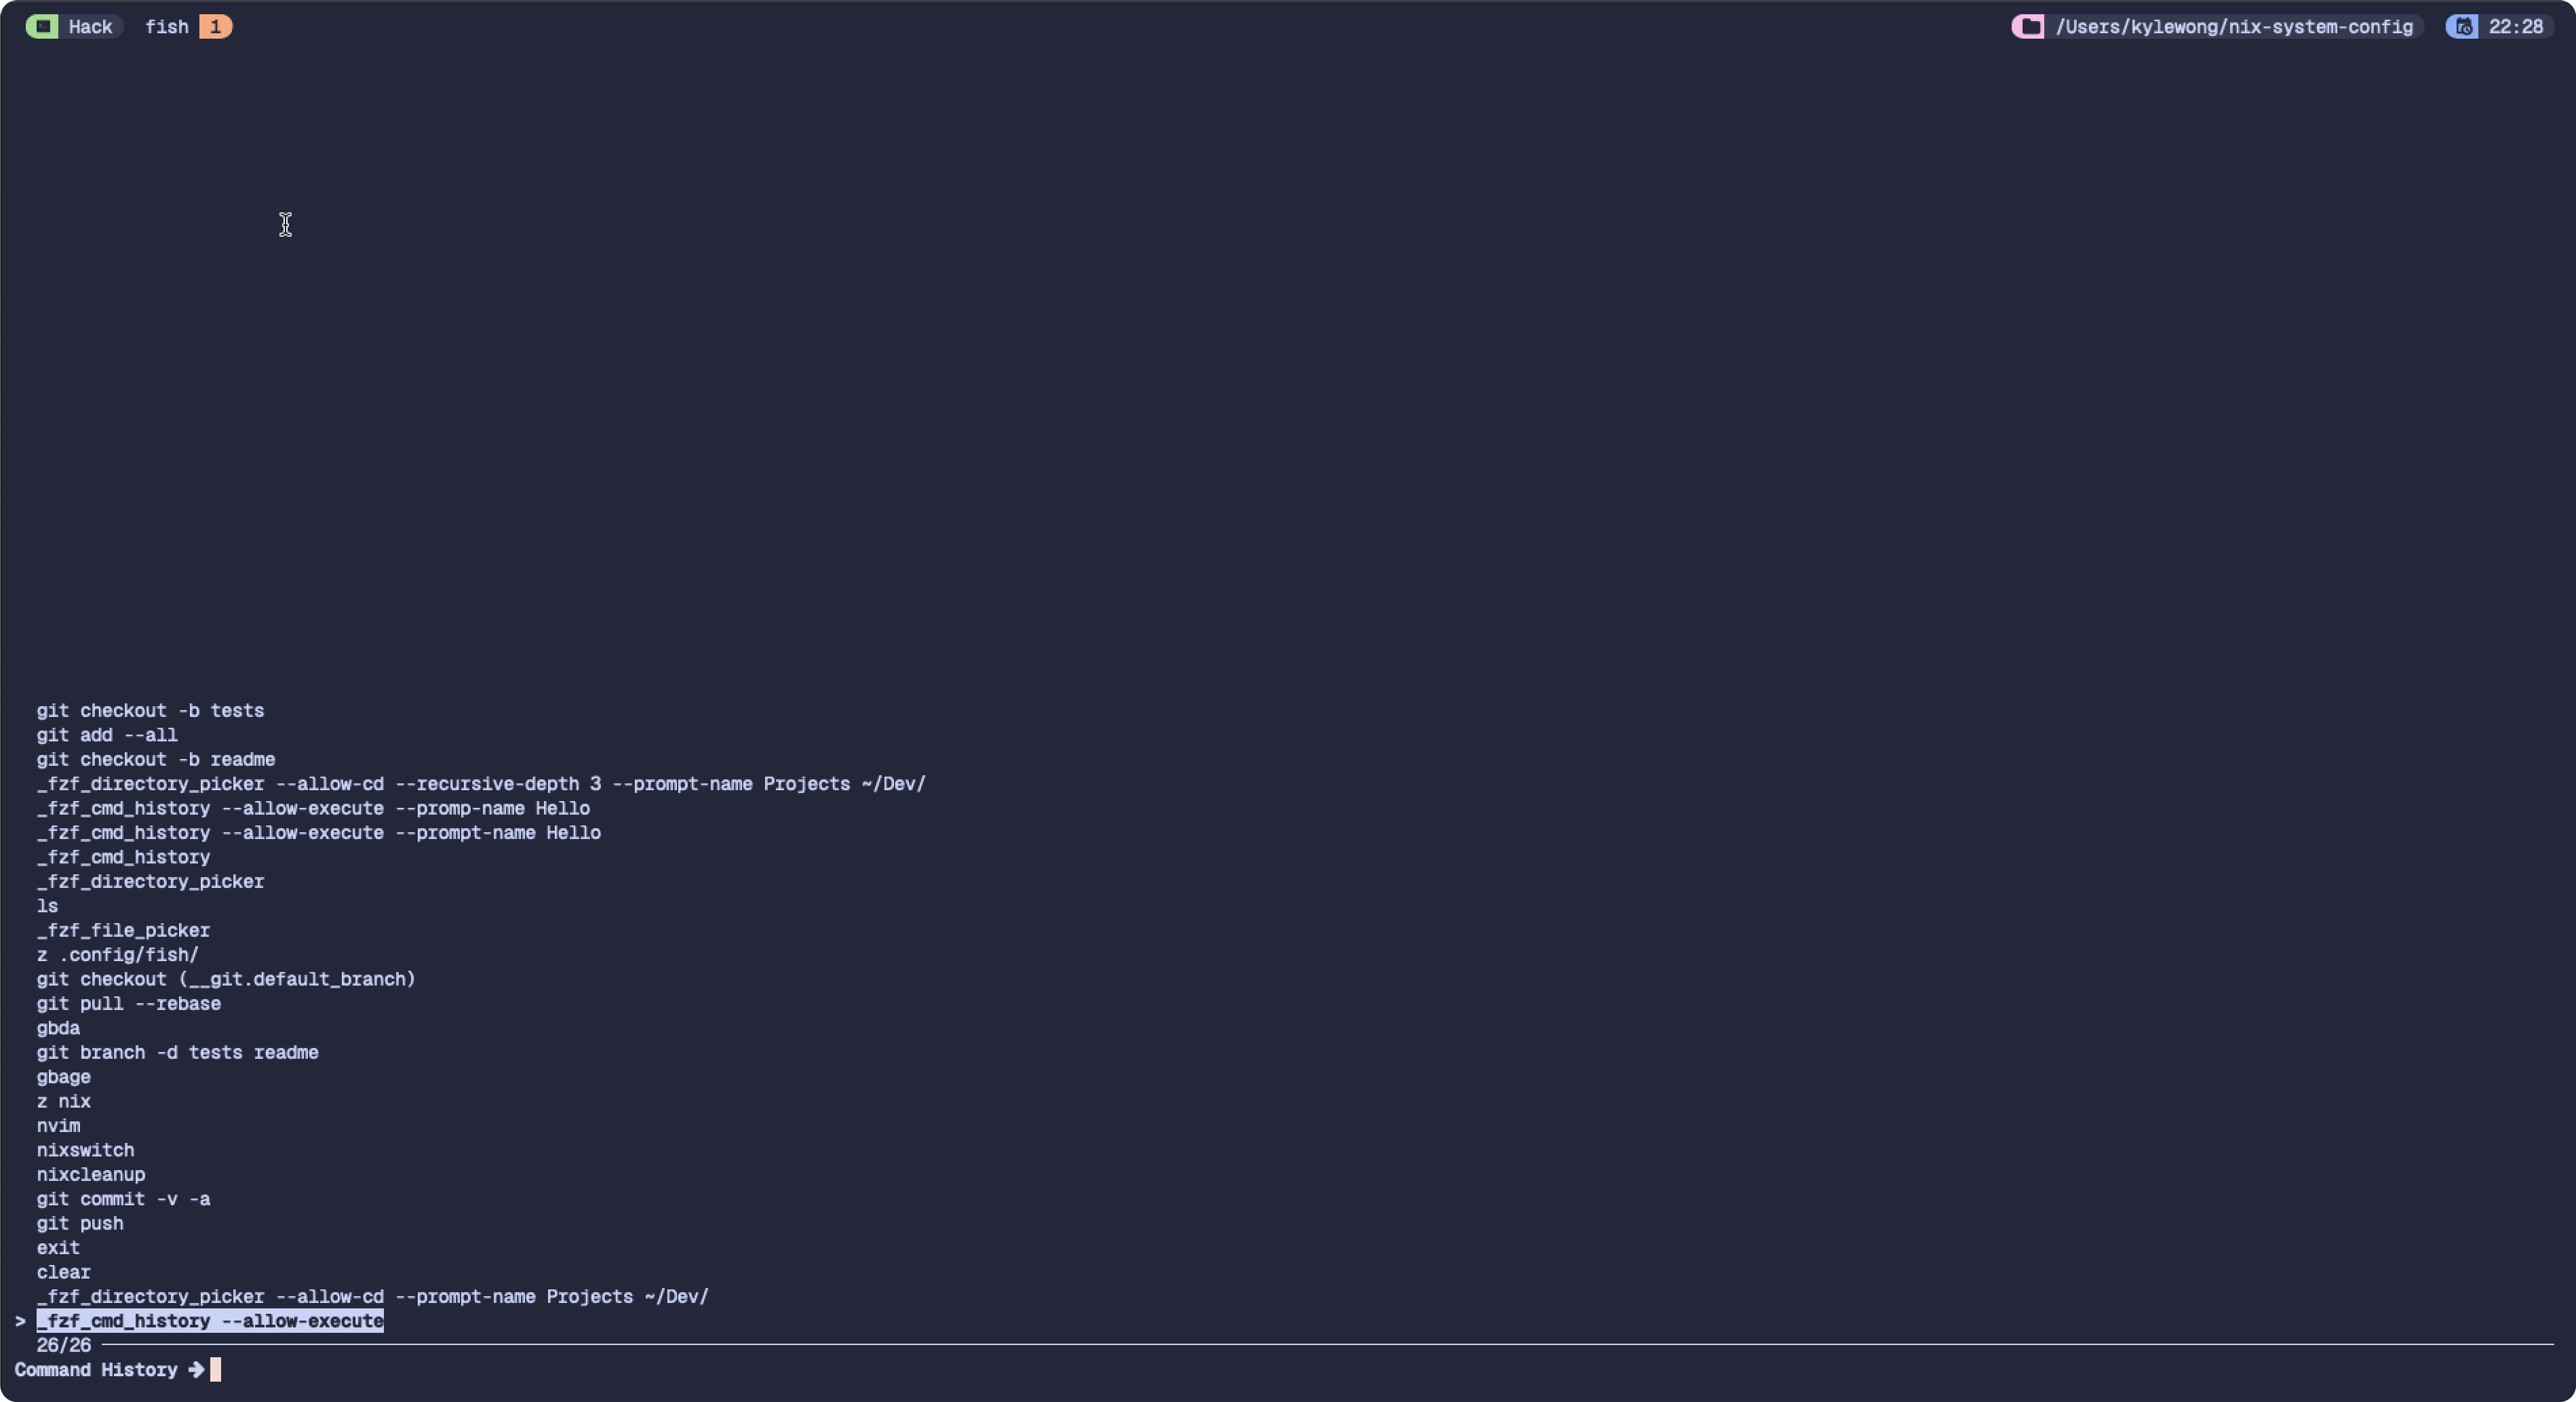 Hack fish 1 /Users/kylewong/nix-system-config 22:28
git checkout -b tests
git add --all
git checkout -b readme
_fzf_directory_picker --allow-cd --recursive-depth 3 --prompt-name Projects ~/Dev/
_fzf_cmd_history --allow-execute --promp-name Hello
_fzf_cmd_history --allow-execute --prompt-name Hello
_fzf_cmd_history
_fzf_directory_picker
ls
_fzf_file_picker
z .config/fish/
git checkout (__git.default_branch)
git pull --rebase
gbda
git branch -d tests readme
gbage
z nix
nvim
nixswitch
nixcleanup
git commit -v -a
git push
exit
clear
_fzf_directory_picker --allow-cd --prompt-name Projects ~/Dev/
> _fzf_cmd_history --allow-execute
26/26
Command History →